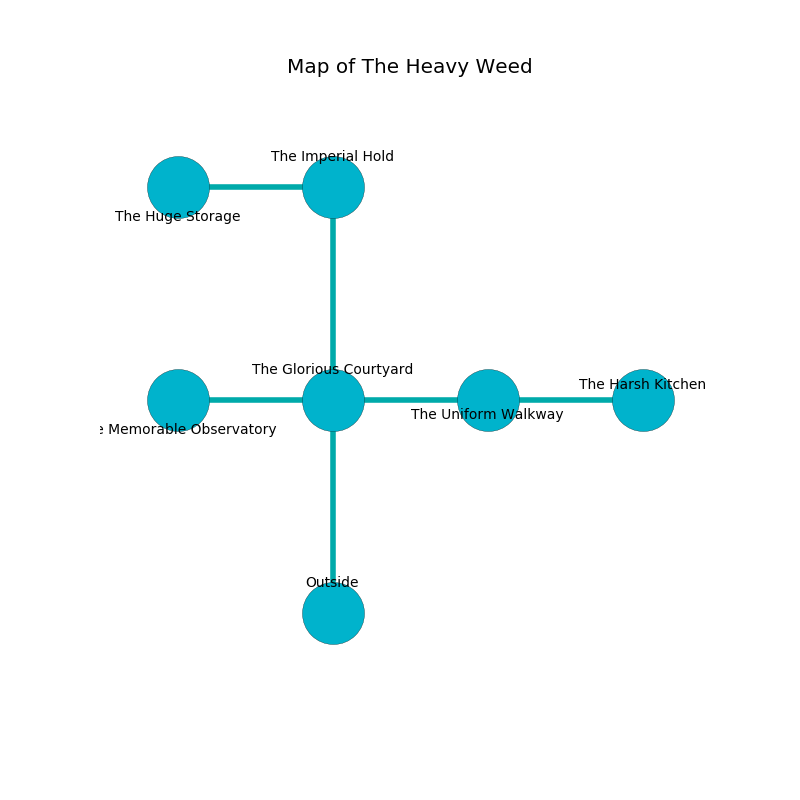 Map of The Heavy Weed
The Imperial Hold
The Huge Storage
The Glorious Courtyard
The Harsh Kitchen
The Uniform Walkway
Memorable Observatory
Outside